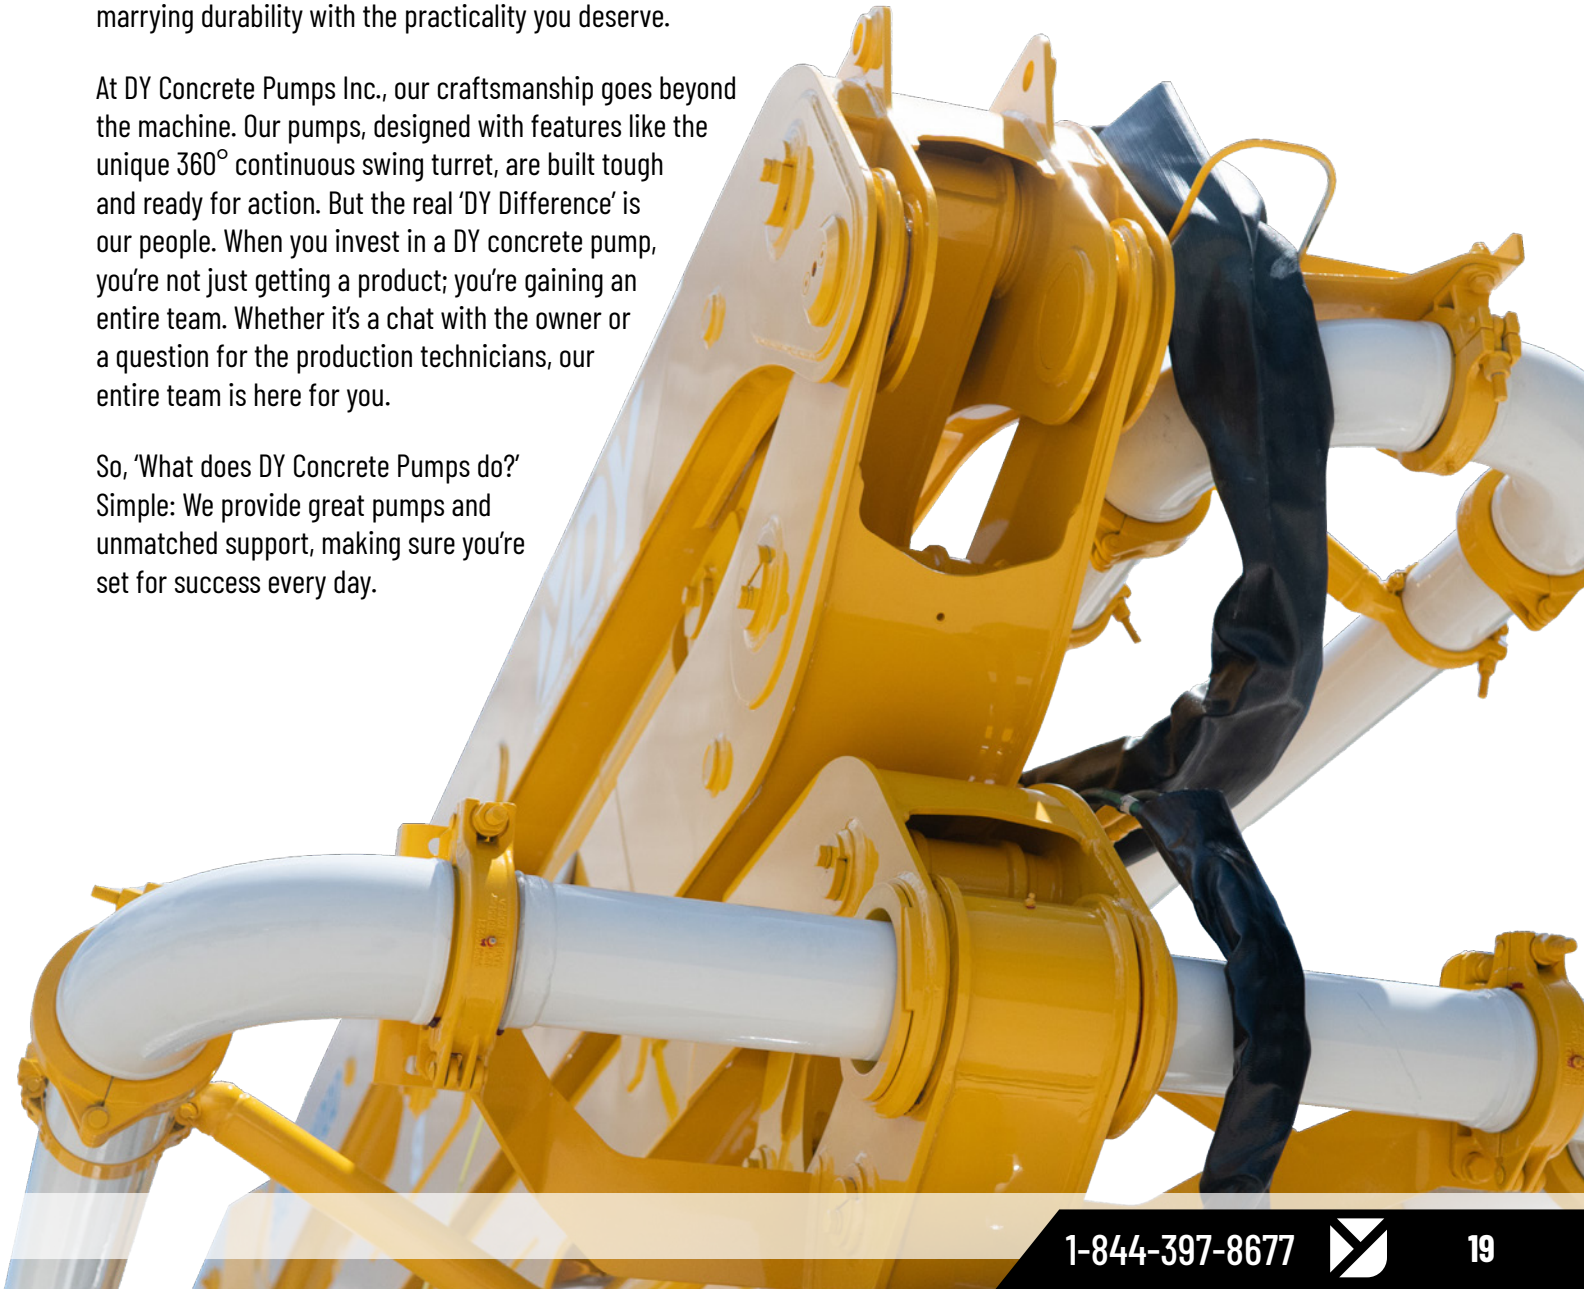 marrying durability with the practicality you deserve.
At DY Concrete Pumps Inc., our craftsmanship goes beyond
the machine. Our pumps, designed with features like the
unique 360° continuous swing turret, are built tough
and ready for action. But the real ‘DY Difference’ is
our people. When you invest in a DY concrete pump,
you’re not just getting a product; you’re gaining an
entire team. Whether it’s a chat with the owner or
a question for the production technicians, our
entire team is here for you.
So, ‘What does DY Concrete Pumps do?’
Simple: We provide great pumps and
unmatched support, making sure you’re
set for success every day.
1-844-397-8677
19